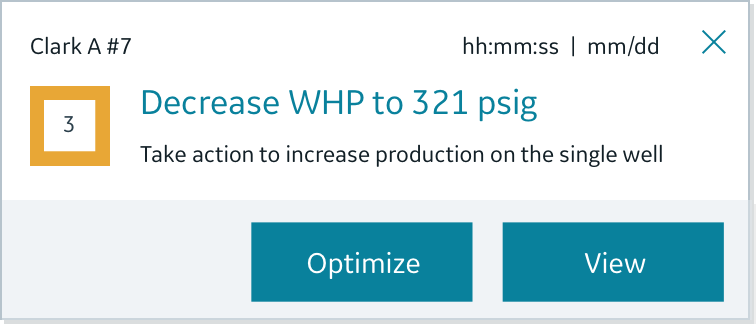 Clark A #7
hh:mm:ss | mm/dd
3
Decrease WHP to 321 psig
Take action to increase production on the single well
Optimize
View